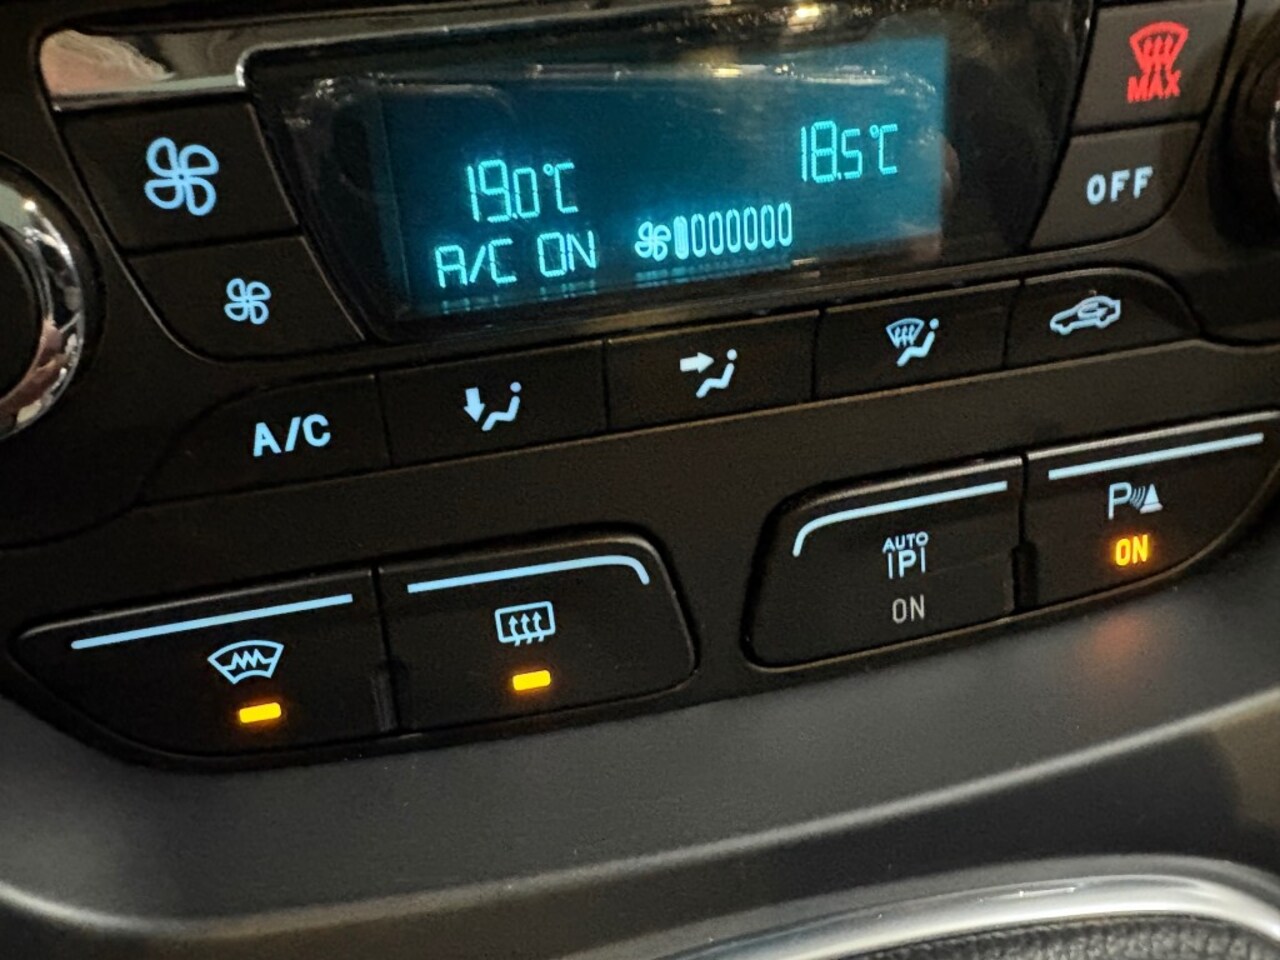 MAX
18.5°C
19.0°C
OFF
A/C ON
A/C
AUTO
P
P
ON
ON